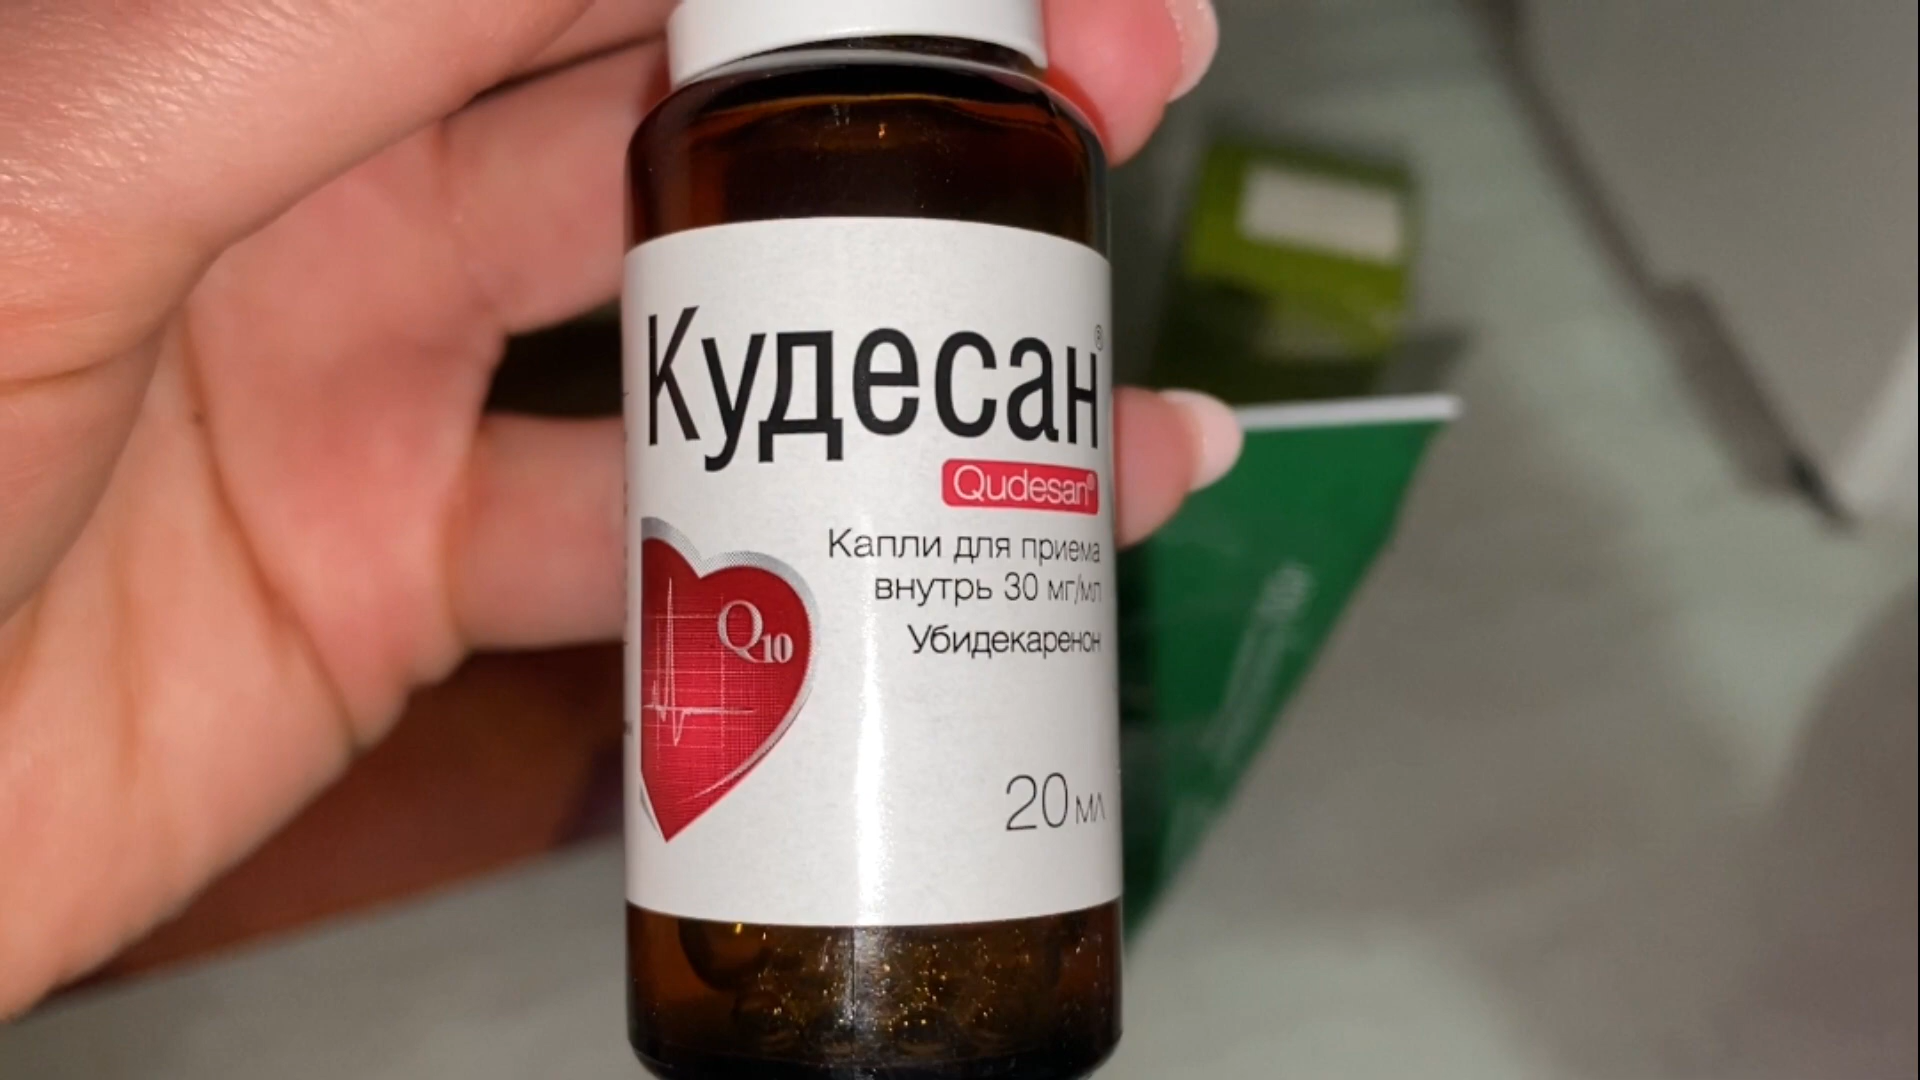 Кудесан®
Qudesan®
Капли для приема
внутрь 30 мг/мл
Убидекаренон
Q10
20 мл